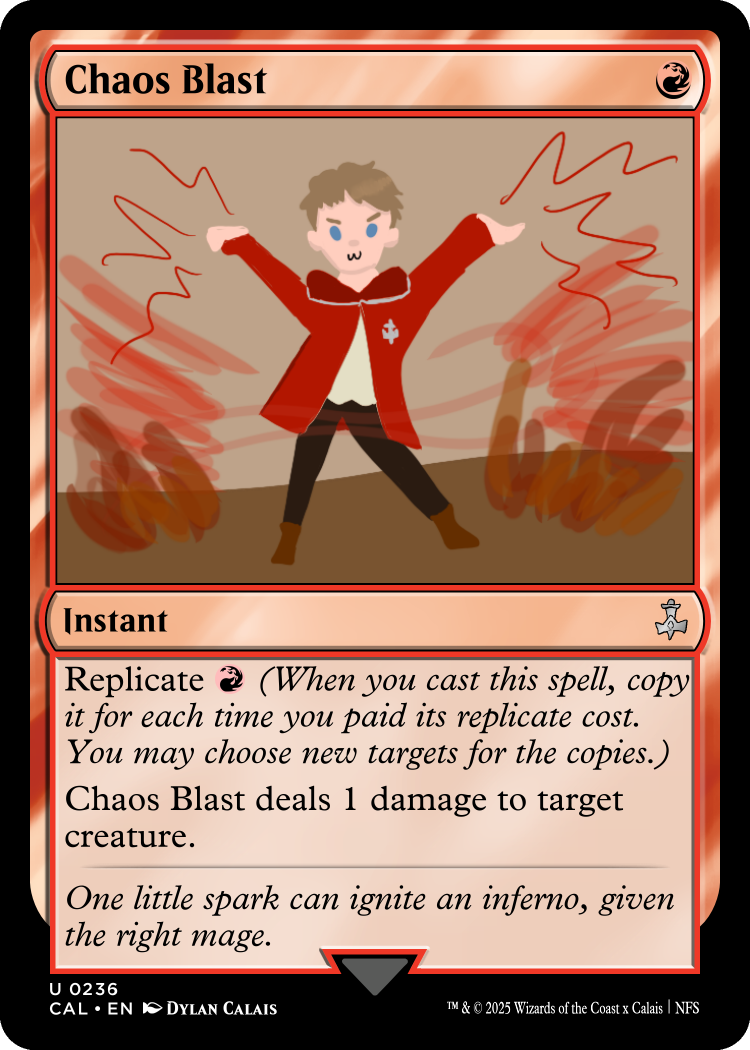 Chaos Blast
Instant
Replicate (When you cast this spell, copy
it for each time you paid its replicate cost.
You may choose new targets for the copies.)
Chaos Blast deals 1 damage to target
creature.
One little spark can ignite an inferno, given
the right mage.
U 0236
CAL • EN DYLAN CALAIS
™ & © 2025 Wizards of the Coast x Calais | NFS